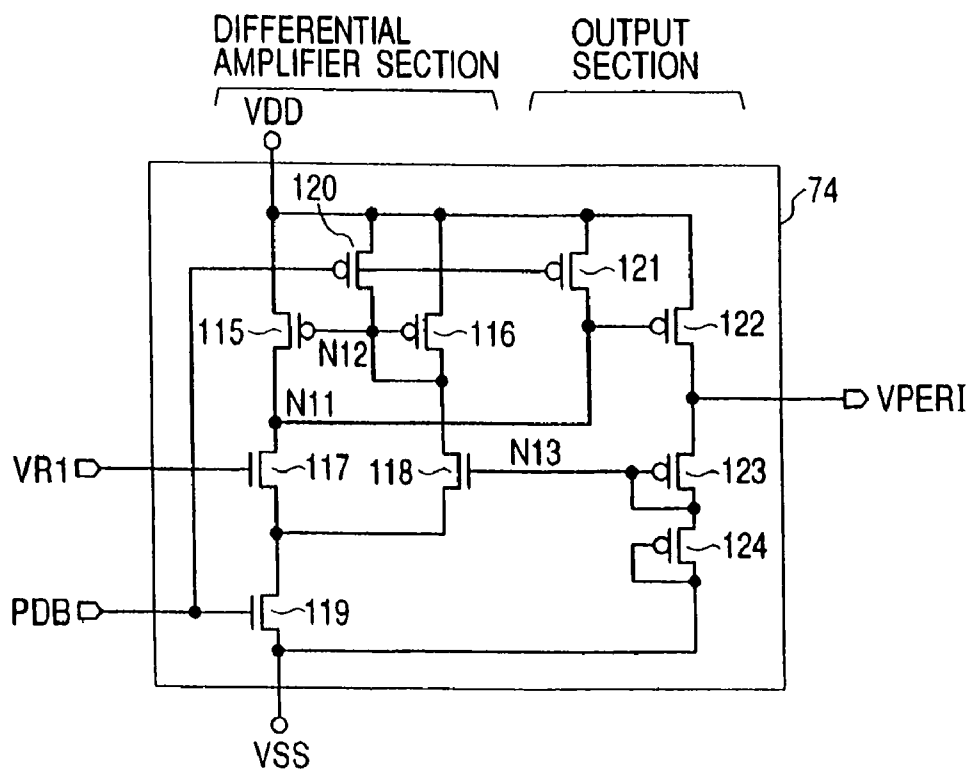 DIFFERENTIAL
AMPLIFIER SECTION
OUTPUT
SECTION
VDD
74
120
121
115
N12
116
122
N11
VPERI
VR1
117
118
N13
123
124
PDB
119
VSS